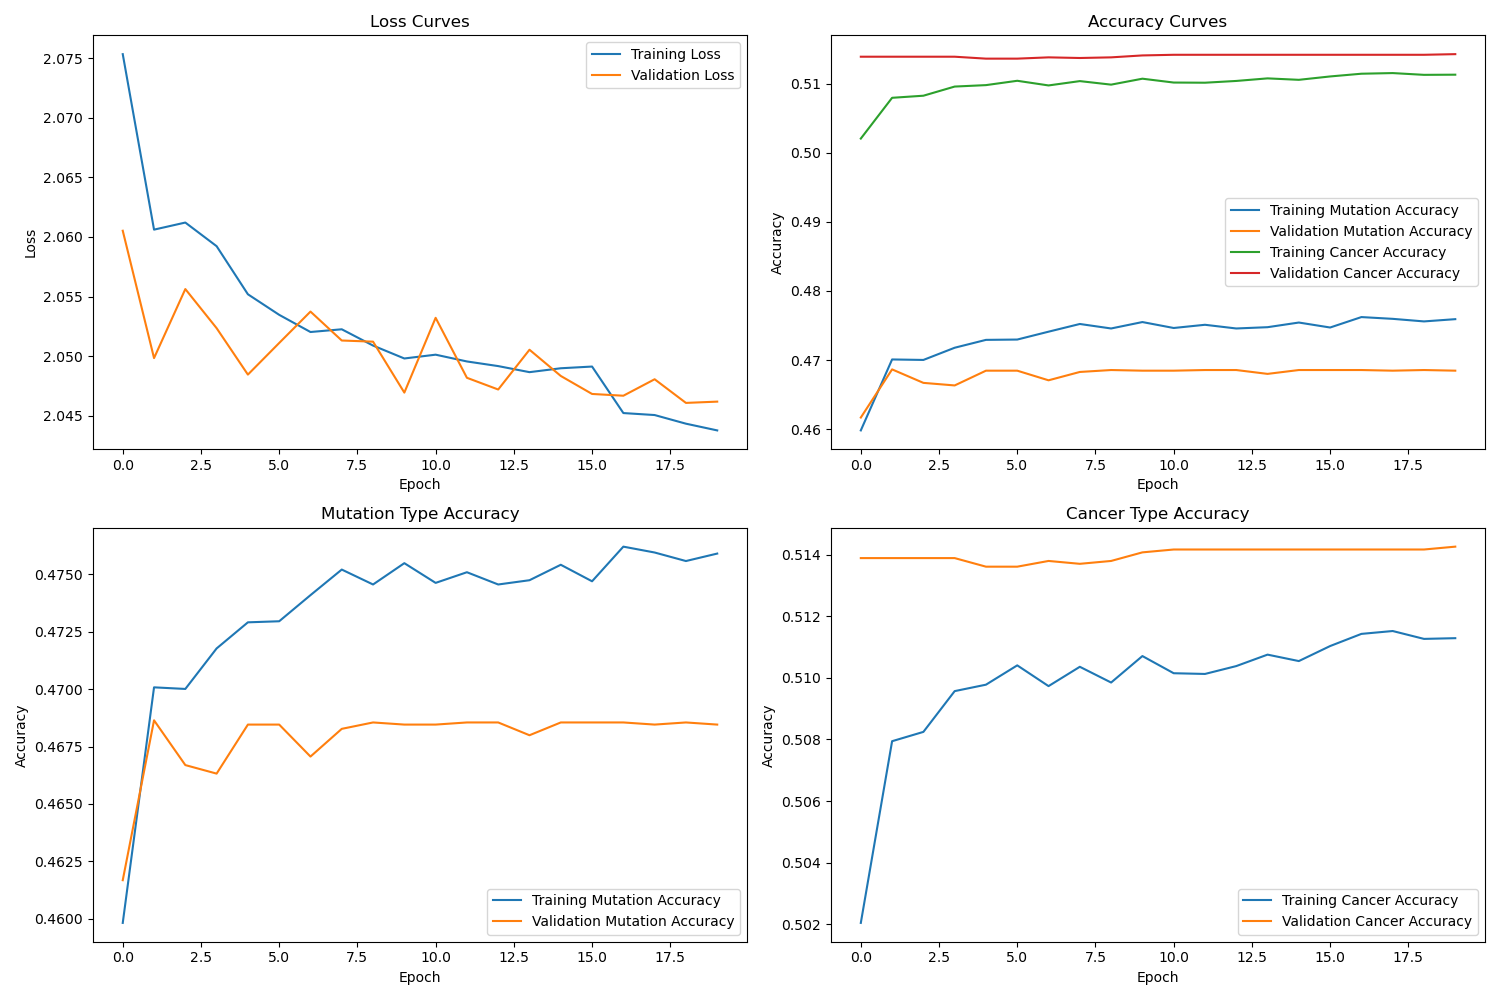 Loss Curves
2.075
2.070
2.065
2.060
2.055
2.050
2.045
Loss
Training Loss
Validation Loss
0.0 2.5 5.0 7.5 10.0 12.5 15.0 17.5
Epoch
Accuracy Curves
0.51
0.50
0.49
0.48
0.47
0.46
Accuracy
Training Mutation Accuracy
Validation Mutation Accuracy
Training Cancer Accuracy
Validation Cancer Accuracy
0.0 2.5 5.0 7.5 10.0 12.5 15.0 17.5
Epoch
Mutation Type Accuracy
0.4750
0.4725
0.4700
0.4675
0.4650
0.4625
0.4600
Accuracy
Training Mutation Accuracy
Validation Mutation Accuracy
0.0 2.5 5.0 7.5 10.0 12.5 15.0 17.5
Epoch
Cancer Type Accuracy
0.514
0.512
0.510
0.508
0.506
0.504
0.502
Accuracy
Training Cancer Accuracy
Validation Cancer Accuracy
0.0 2.5 5.0 7.5 10.0 12.5 15.0 17.5
Epoch